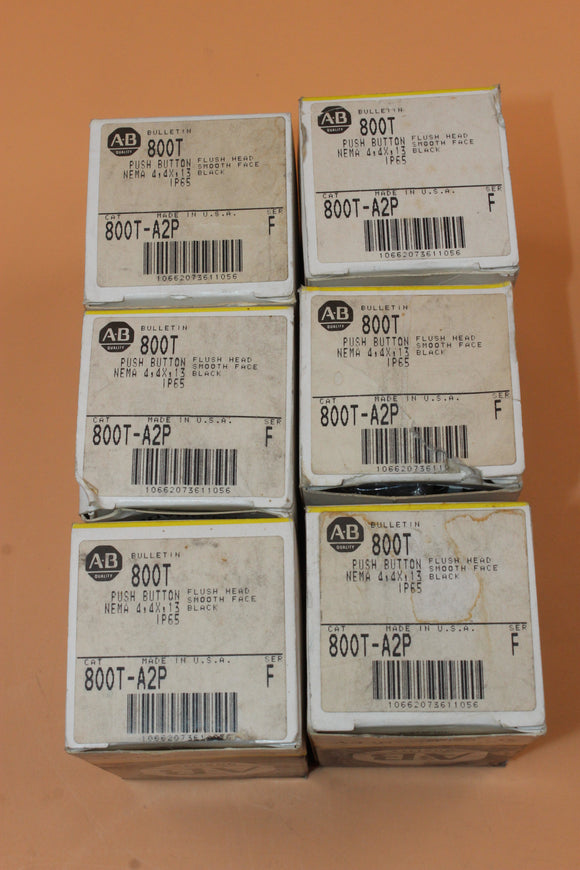 A-B
QUALITY
BULLETIN
800T
PUSH BUTTON FLUSH HEAD
NEMA 4,4X,13 SMOOTH FACE
IP65 BLACK
CAT MADE IN U.S.A. SER
800T-A2P F
10662073611056
A-B
QUALITY
BULLETIN
800T
PUSH BUTTON FLUSH HEAD
NEMA 4,4X,13 SMOOTH FACE
IP65 BLACK
CAT MADE IN U.S.A. SER
800T-A2P F
10662073611056
A-B
QUALITY
BULLETIN
800T
PUSH BUTTON FLUSH HEAD
NEMA 4,4X,13 SMOOTH FACE
IP65 BLACK
CAT MADE IN U.S.A. SER
800T-A2P F
10662073611056
A-B
QUALITY
BULLETIN
800T
PUSH BUTTON FLUSH HEAD
NEMA 4,4X,13 SMOOTH FACE
IP65 BLACK
CAT MADE IN U.S.A. SER
800T-A2P F
10662073611056
A-B
QUALITY
BULLETIN
800T
PUSH BUTTON FLUSH HEAD
NEMA 4,4X,13 SMOOTH FACE
IP65 BLACK
CAT MADE IN U.S.A. SER
800T-A2P F
10662073611056
A-B
QUALITY
BULLETIN
800T
PUSH BUTTON FLUSH HEAD
NEMA 4,4X,13 SMOOTH FACE
IP65 BLACK
CAT MADE IN U.S.A. SER
800T-A2P F
10662073611056
A-B